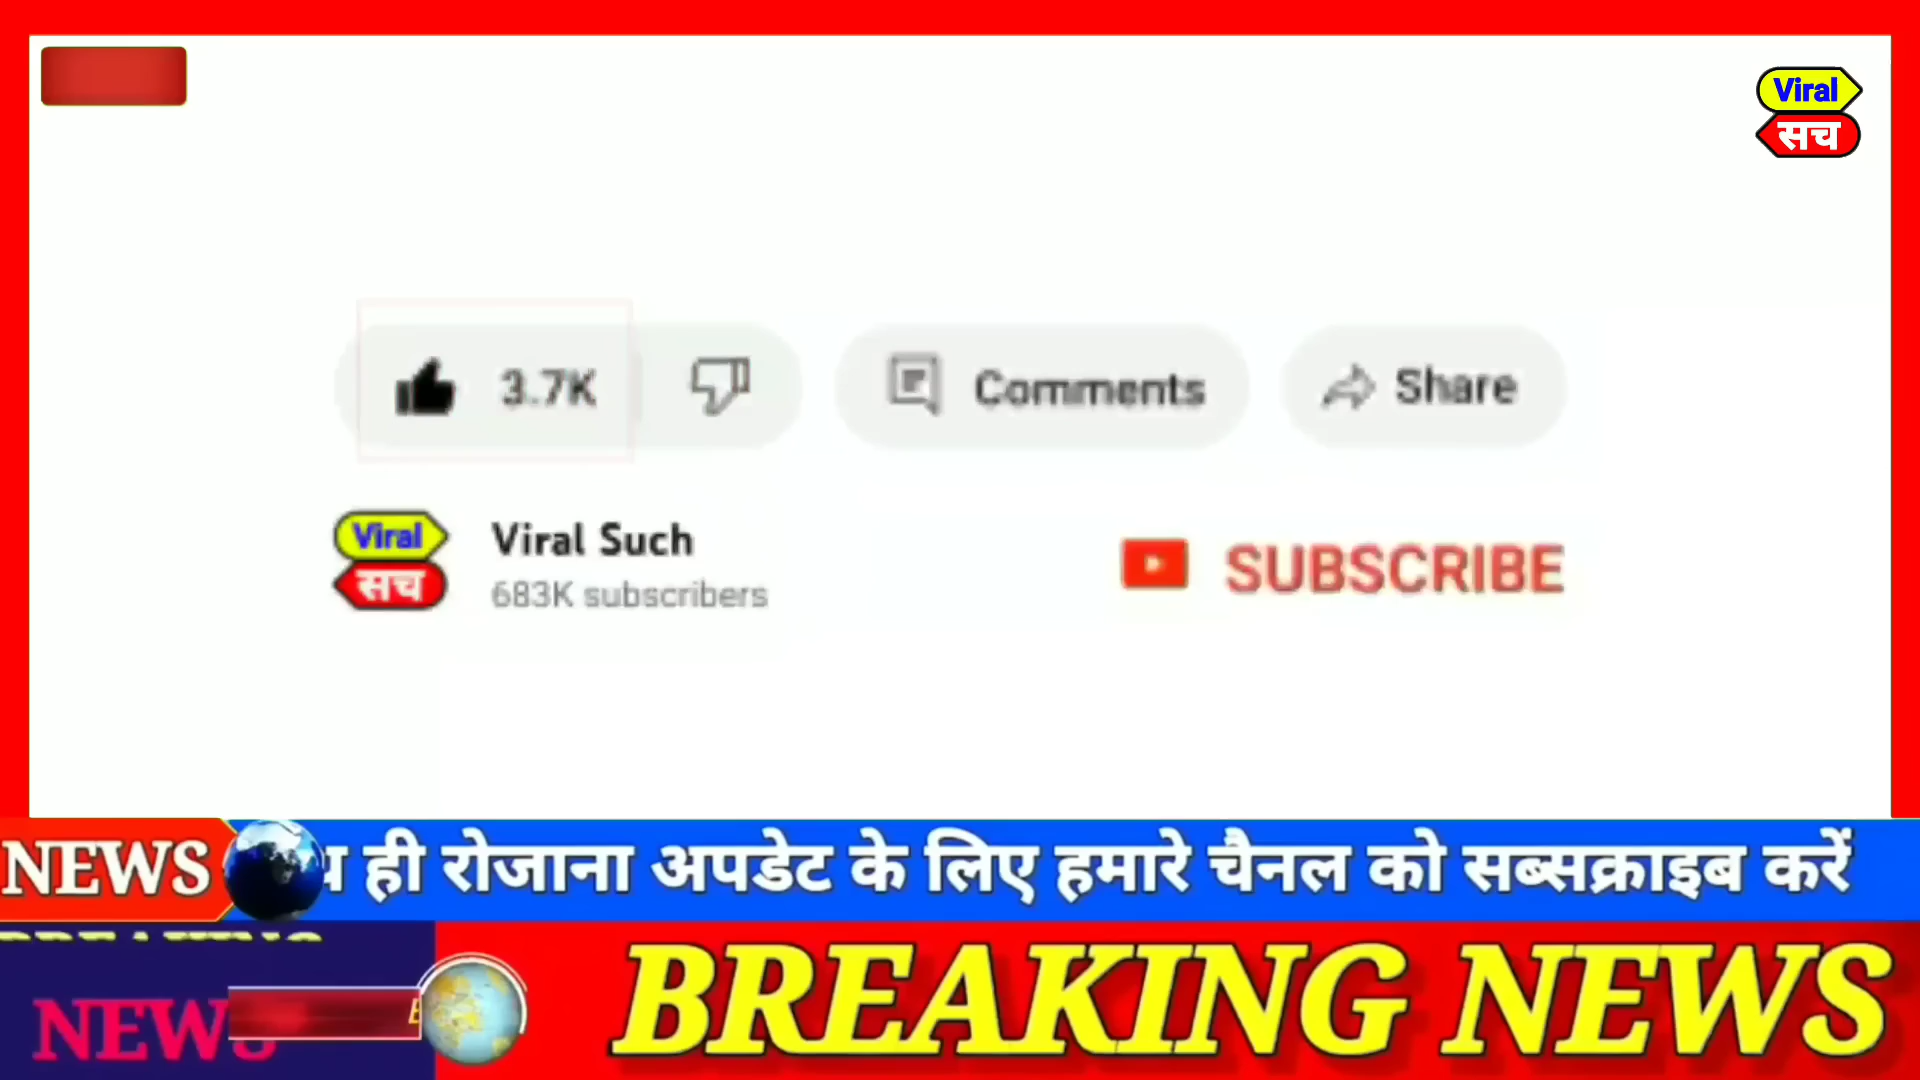 Viral
सच
3.7K
Comments
Share
Viral
सच
Viral Such
683K subscribers
SUBSCRIBE
NEWS
ही रोजाना अपडेट के लिए हमारे चैनल को सब्सक्राइब करें
BREAKING NEWS
NEWS